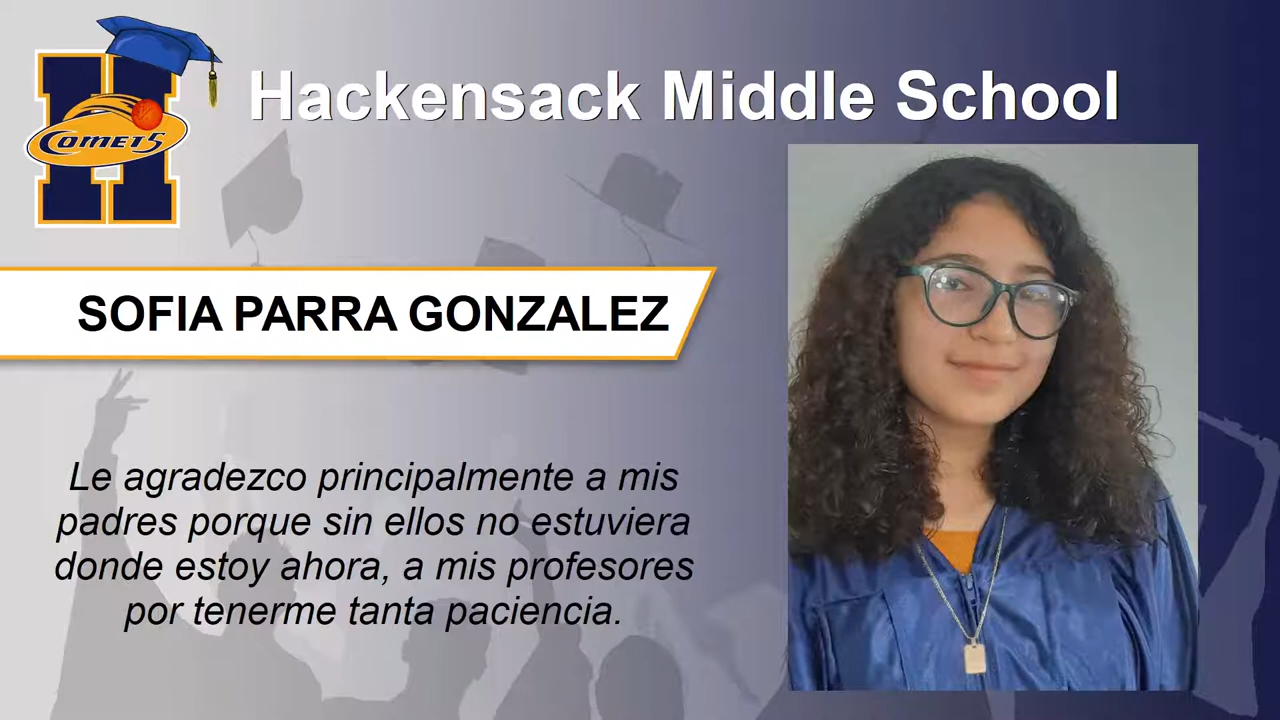 Hackensack Middle School
COMETS
SOFIA PARRA GONZALEZ
Le agradezco principalmente a mis
padres porque sin ellos no estuviera
donde estoy ahora, a mis profesores
por tenerme tanta paciencia.